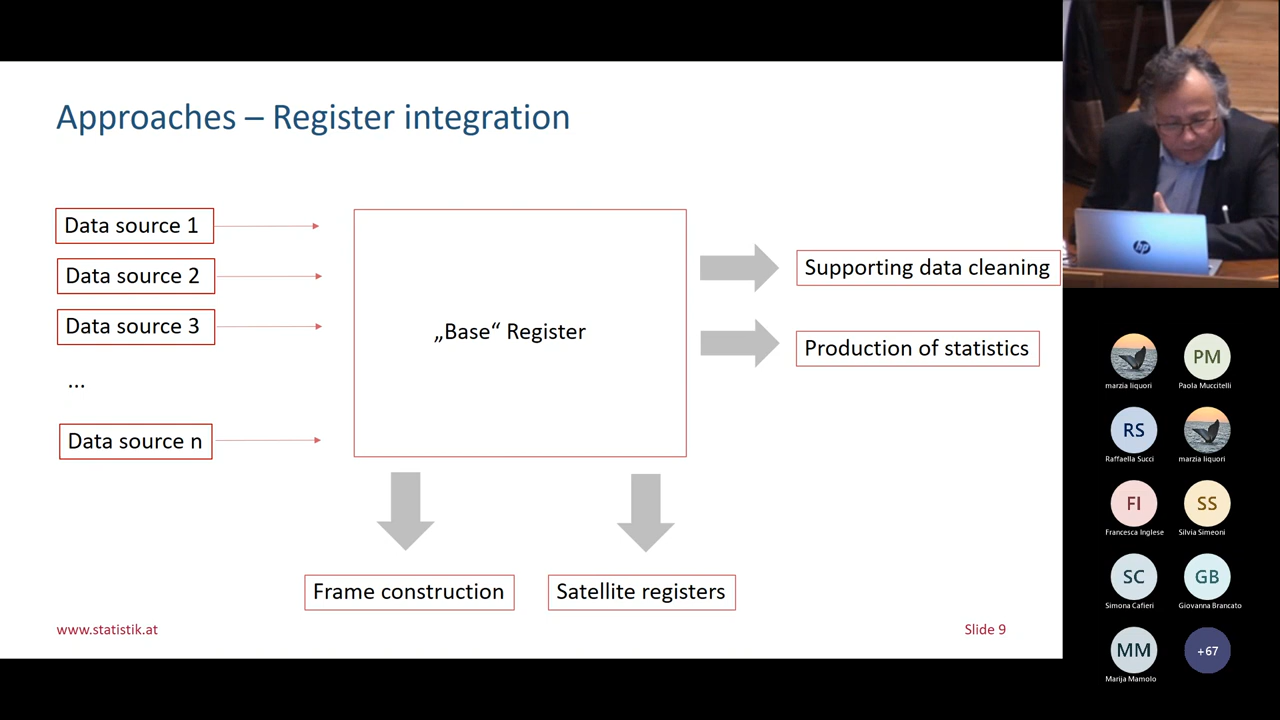 Approaches – Register integration
Data source 1
Data source 2
Data source 3
...
Data source n
„Base“ Register
Supporting data cleaning
Production of statistics
Frame construction
Satellite registers
www.statistik.at
Slide 9
hp
marzia liquori
PM
Paola Muccitelli
RS
Raffaella Succi
marzia liquori
FI
Francesca Inglese
SS
Silvia Simeoni
SC
Simona Cafieri
GB
Giovanna Brancato
MM
Marija Mamolo
+67